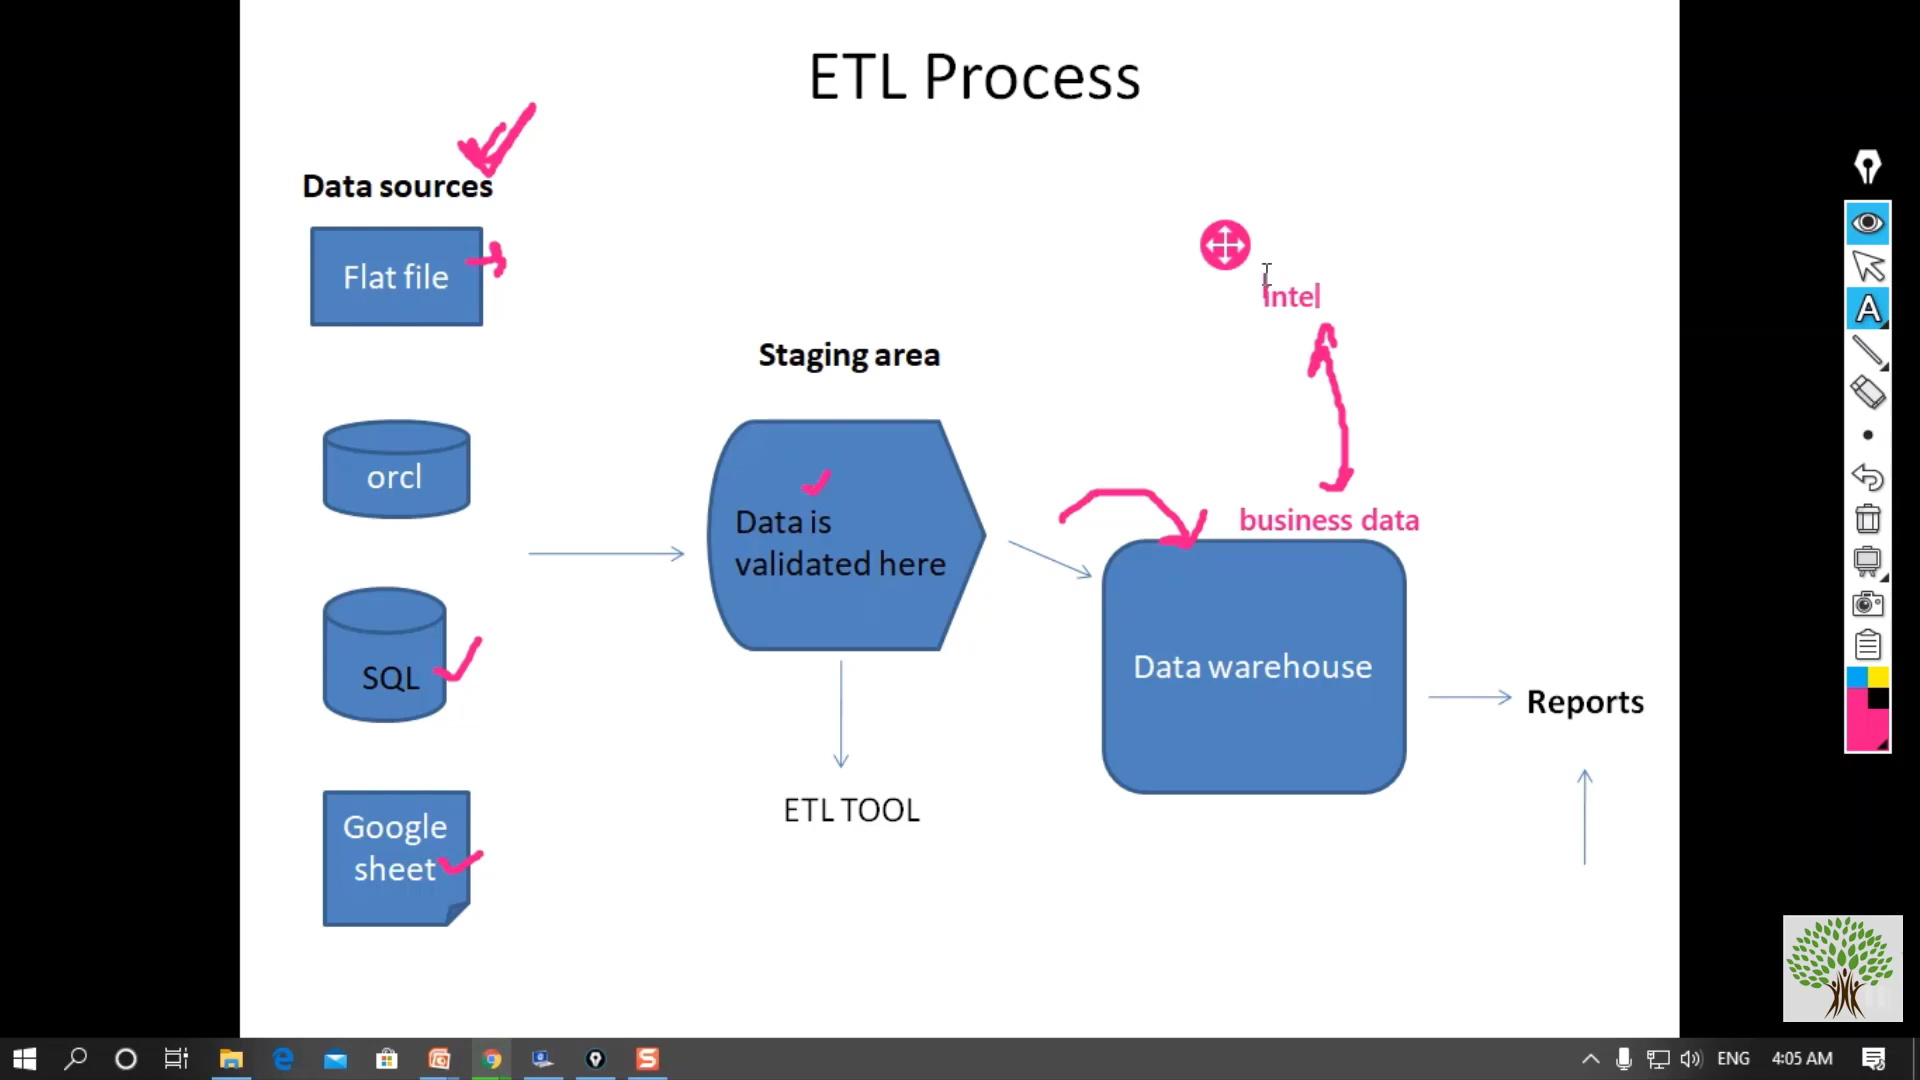 ETL Process
Data sources
Flat file
intel
Staging area
orcl
Data is
validated here
business data
SQL
Data warehouse
Reports
Google
sheet
ETL TOOL
A
ENG
4:05 AM